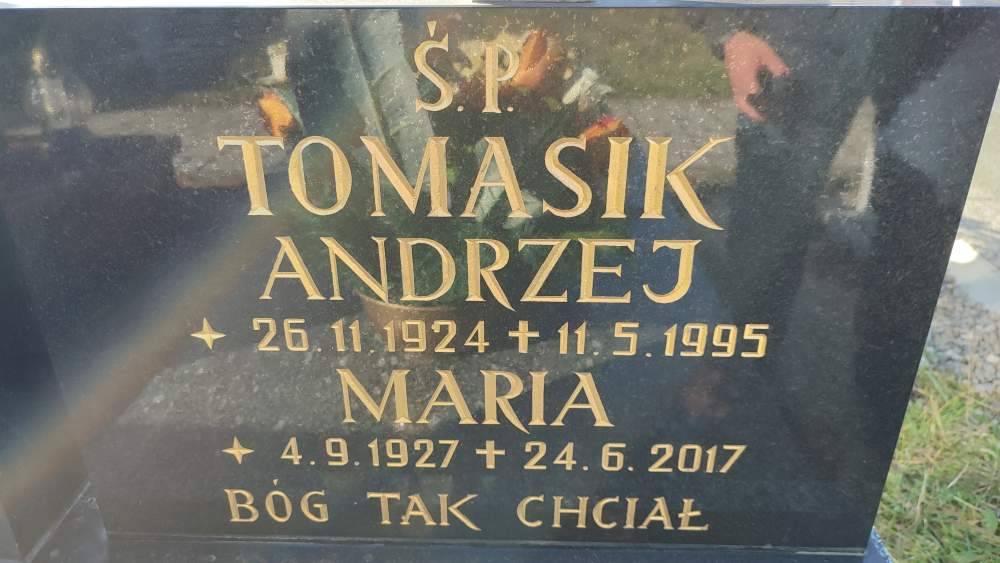 Ś.P.
TOMASIK
ANDRZEJ
✦ 26 11.1924 ✝ 11.5.1995
MARIA
✦ 4.9.1927 ✝ 24.6.2017
BÓG TAK CHCIAŁ